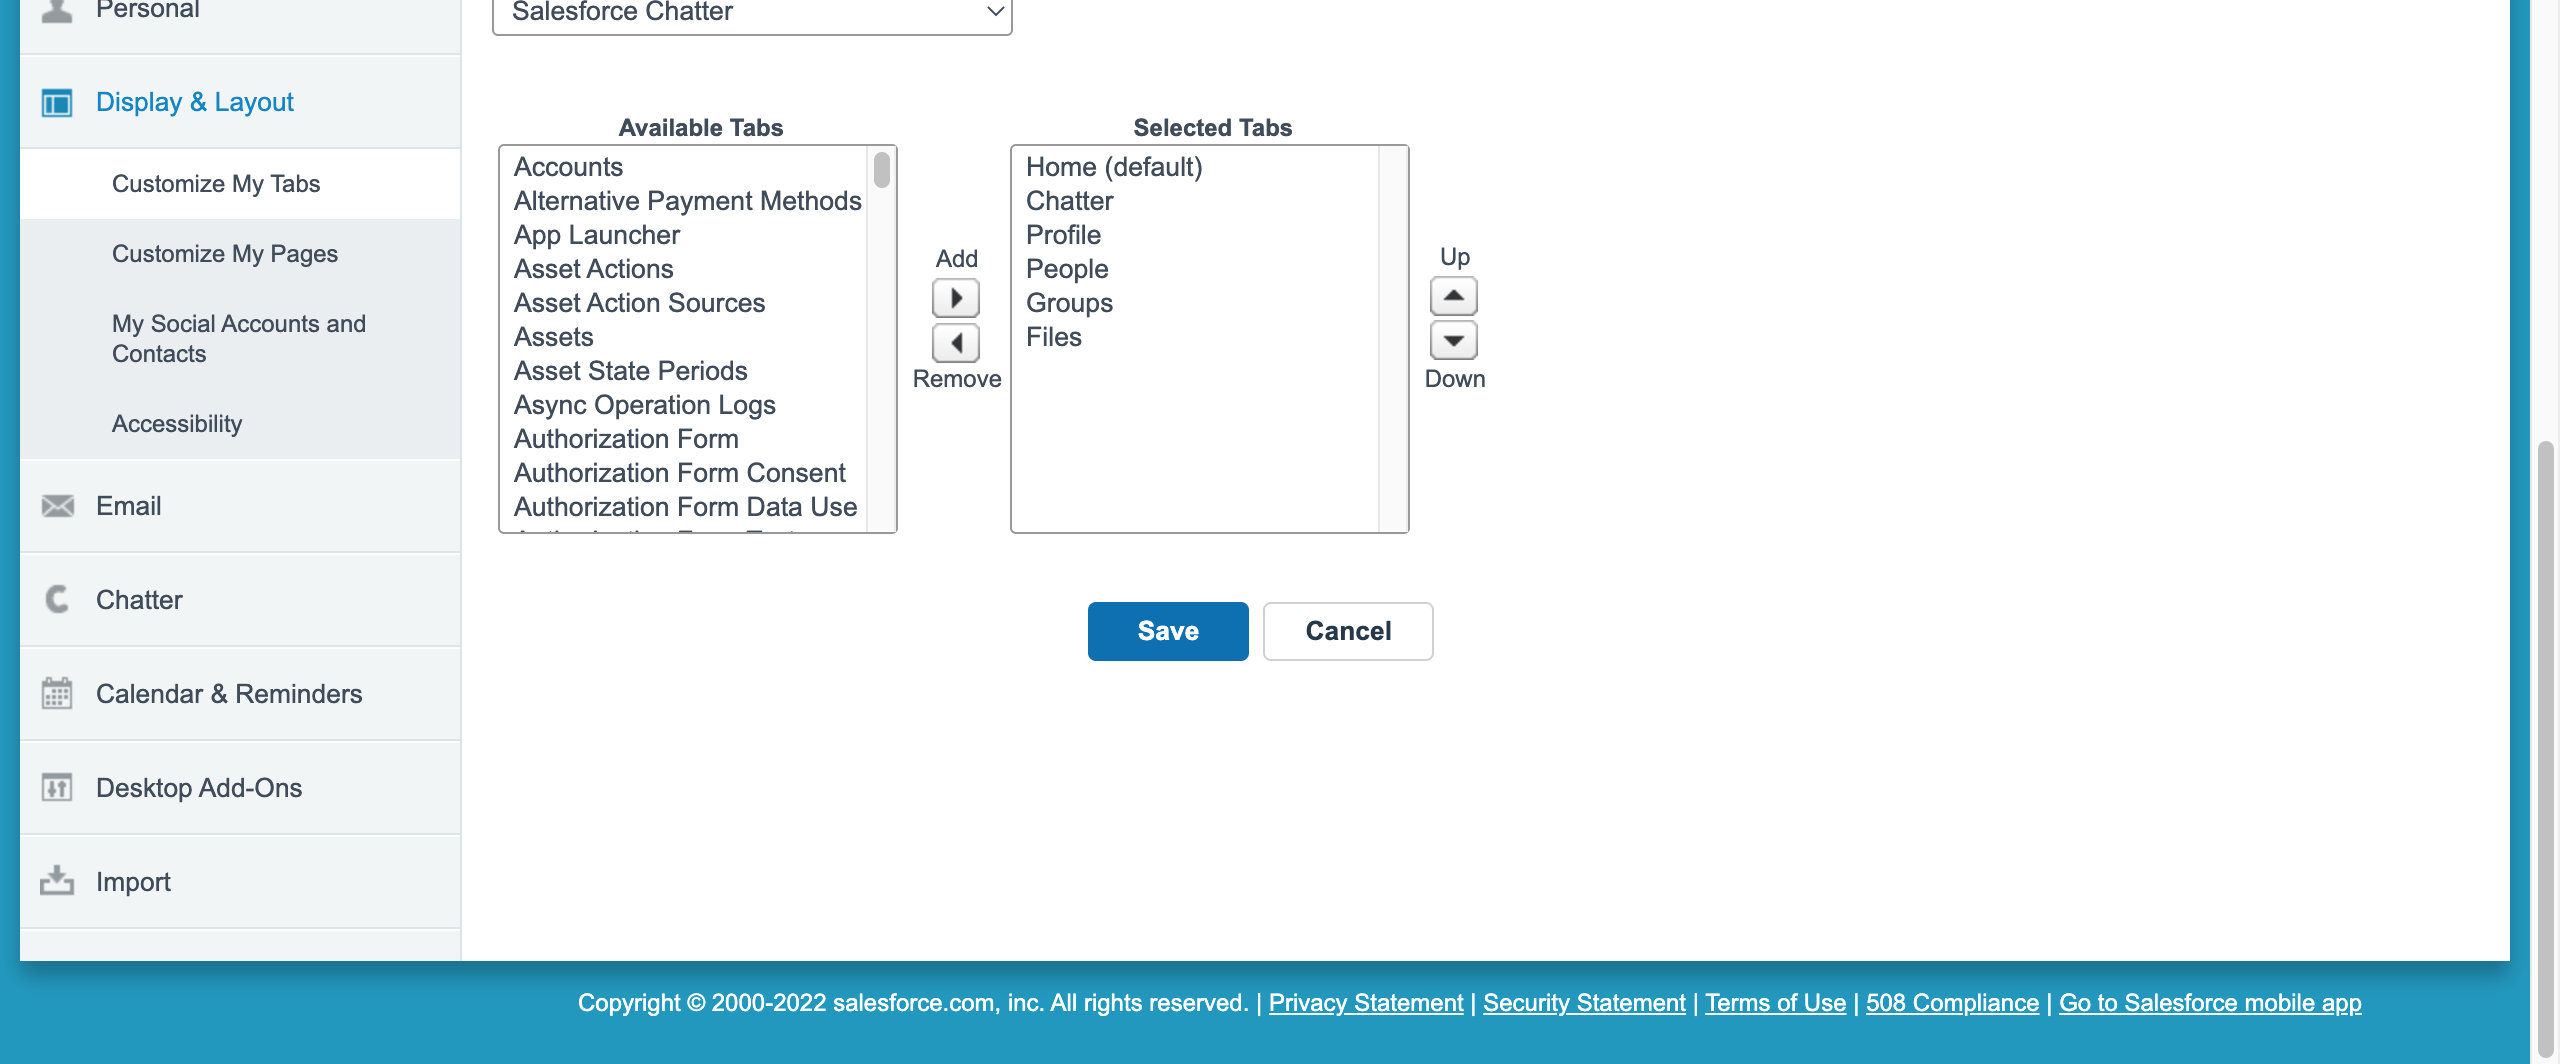 Personal
Salesforce Chatter
Display & Layout
Customize My Tabs
Customize My Pages
My Social Accounts and
Contacts
Accessibility
Email
Chatter
Calendar & Reminders
Desktop Add-Ons
Import
Available Tabs
Accounts
Alternative Payment Methods
App Launcher
Asset Actions
Asset Action Sources
Assets
Asset State Periods
Async Operation Logs
Authorization Form
Authorization Form Consent
Authorization Form Data Use
Add
Remove
Selected Tabs
Home (default)
Chatter
Profile
People
Groups
Files
Up
Down
Save
Cancel
Copyright © 2000-2022 salesforce.com, inc. All rights reserved. | Privacy Statement | Security Statement | Terms of Use | 508 Compliance | Go to Salesforce mobile app